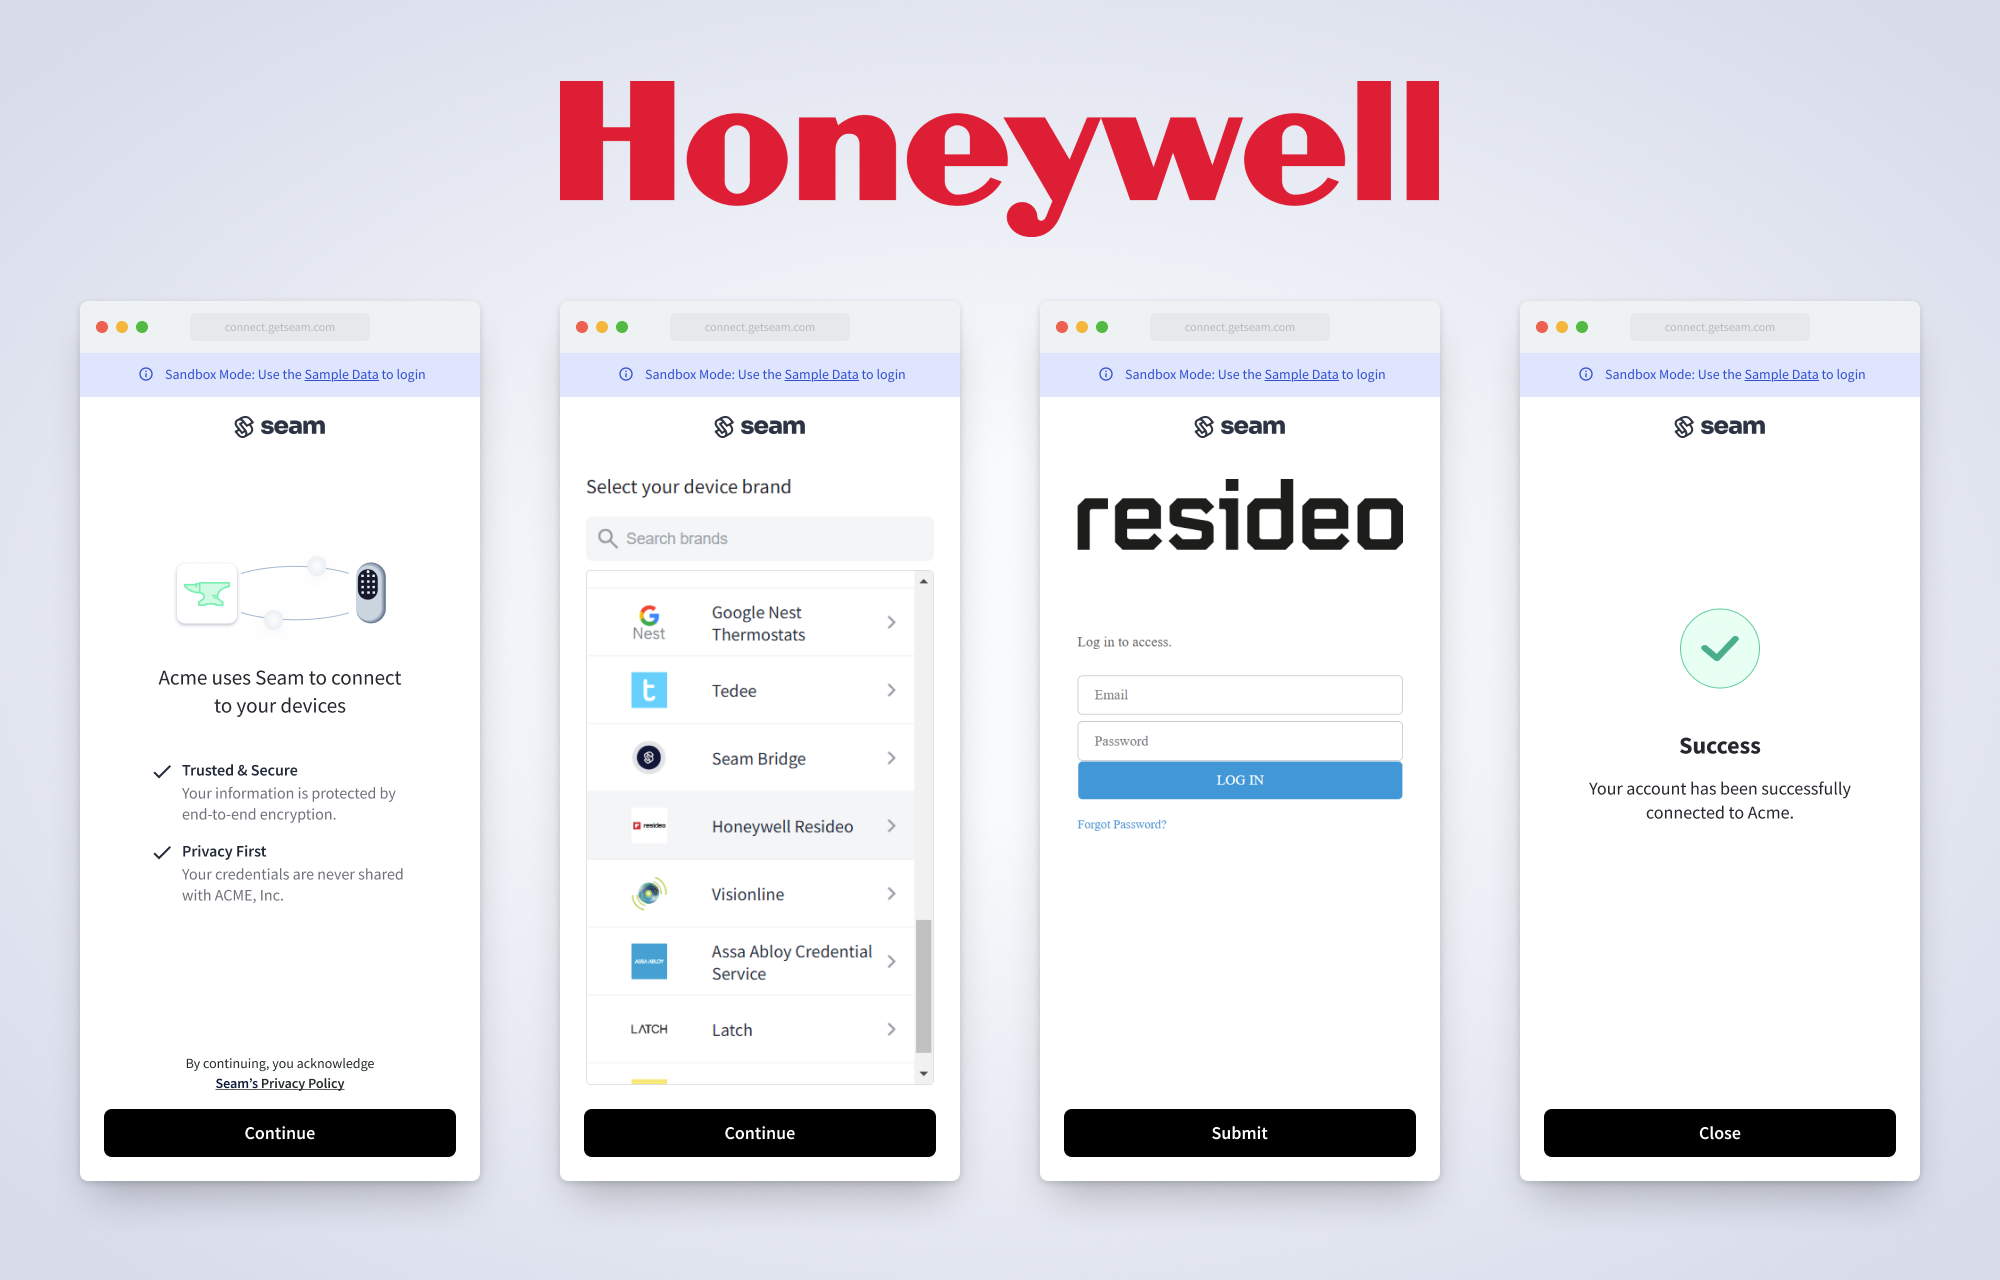 Honeywell
connect.getseam.com
Sandbox Mode: Use the Sample Data to login
seam
Acme uses Seam to connect
to your devices
Trusted & Secure
Your information is protected by
end-to-end encryption.
Privacy First
Your credentials are never shared
with ACME, Inc.
By continuing, you acknowledge
Seam’s Privacy Policy
Continue
connect.getseam.com
Sandbox Mode: Use the Sample Data to login
seam
Select your device brand
Search brands
G
Nest
Google Nest
Thermostats
t
Tedee
Seam Bridge
resideo
Honeywell Resideo
Visionline
ASSA ABLOY
Assa Abloy Credential
Service
LATCH
Latch
Continue
connect.getseam.com
Sandbox Mode: Use the Sample Data to login
seam
resideo
Log in to access.
Email
Password
LOG IN
Forgot Password?
Submit
connect.getseam.com
Sandbox Mode: Use the Sample Data to login
seam
Success
Your account has been successfully
connected to Acme.
Close